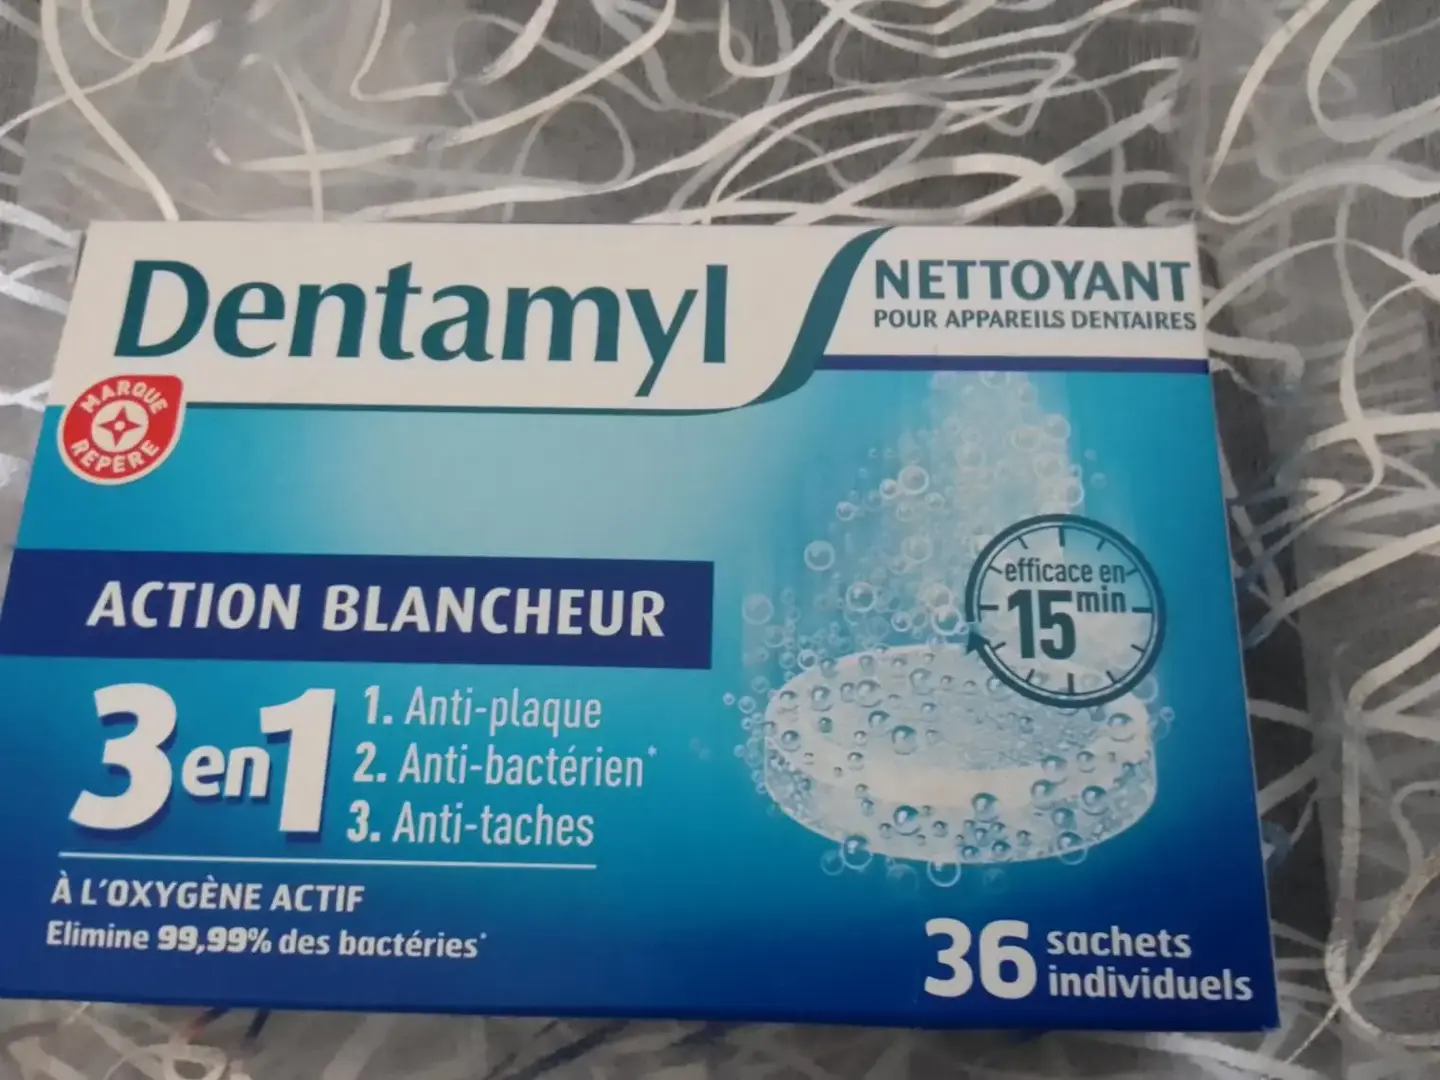 Dentamyl
NETTOYANT
POUR APPAREILS DENTAIRES
MARQUE
REPÈRE
ACTION BLANCHEUR
3 en 1
1. Anti-plaque
2. Anti-bactérien*
3. Anti-taches
À L'OXYGÈNE ACTIF
Elimine 99,99% des bactéries*
efficace en
15 min
36 sachets
individuels